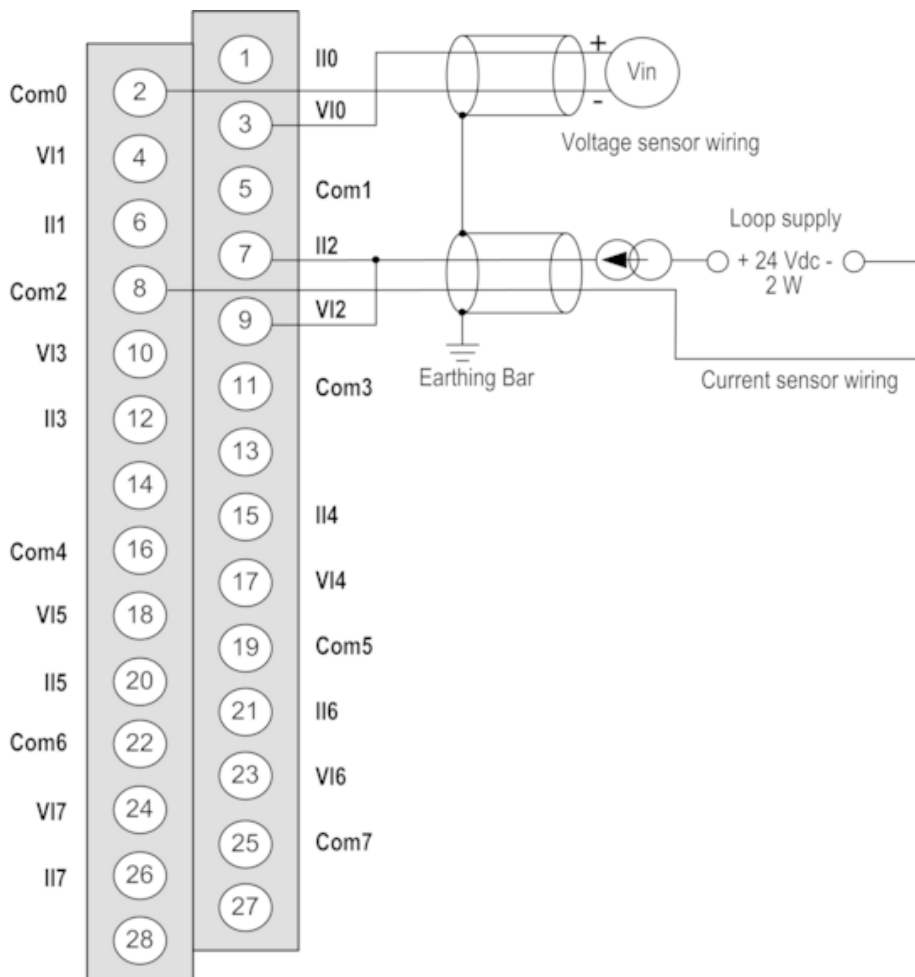 1 II0
Com0 2
+
Vin
-
3 VI0
VI1 4
Voltage sensor wiring
5 Com1
II1 6
7 II2
Loop supply
+ 24 Vdc -
2 W
Com2 8
9 VI2
VI3 10
Earthing Bar
Current sensor wiring
11 Com3
II3 12
13
14
15 II4
Com4 16
17 VI4
VI5 18
19 Com5
II5 20
21 II6
Com6 22
23 VI6
VI7 24
25 Com7
II7 26
27
28